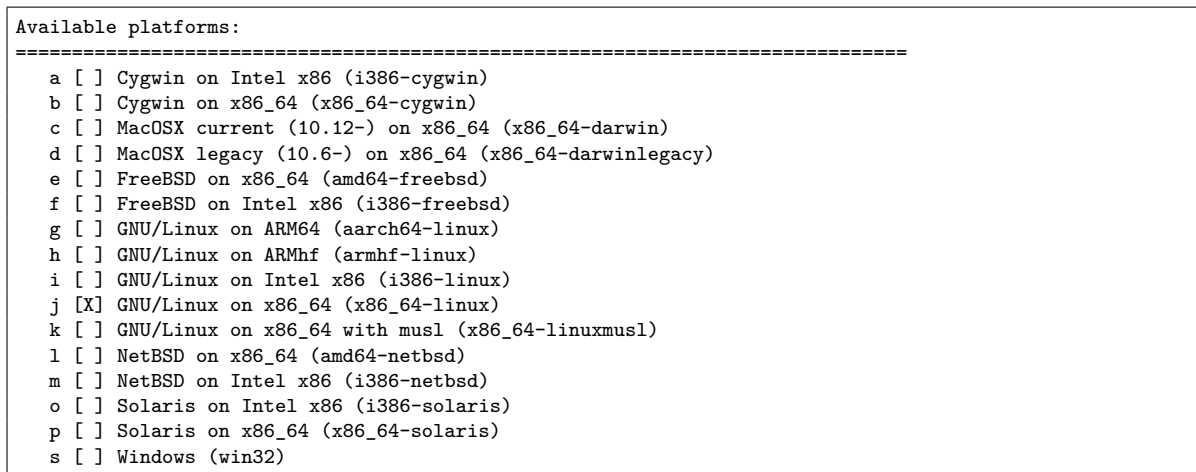 Available platforms:
===============================================================================
   a [ ] Cygwin on Intel x86 (i386-cygwin)
   b [ ] Cygwin on x86_64 (x86_64-cygwin)
   c [ ] MacOSX current (10.12-) on x86_64 (x86_64-darwin)
   d [ ] MacOSX legacy (10.6-) on x86_64 (x86_64-darwinlegacy)
   e [ ] FreeBSD on x86_64 (amd64-freebsd)
   f [ ] FreeBSD on Intel x86 (i386-freebsd)
   g [ ] GNU/Linux on ARM64 (aarch64-linux)
   h [ ] GNU/Linux on ARMhf (armhf-linux)
   i [ ] GNU/Linux on Intel x86 (i386-linux)
   j [X] GNU/Linux on x86_64 (x86_64-linux)
   k [ ] GNU/Linux on x86_64 with musl (x86_64-linuxmusl)
   l [ ] NetBSD on x86_64 (amd64-netbsd)
   m [ ] NetBSD on Intel x86 (i386-netbsd)
   o [ ] Solaris on Intel x86 (i386-solaris)
   p [ ] Solaris on x86_64 (x86_64-solaris)
   s [ ] Windows (win32)